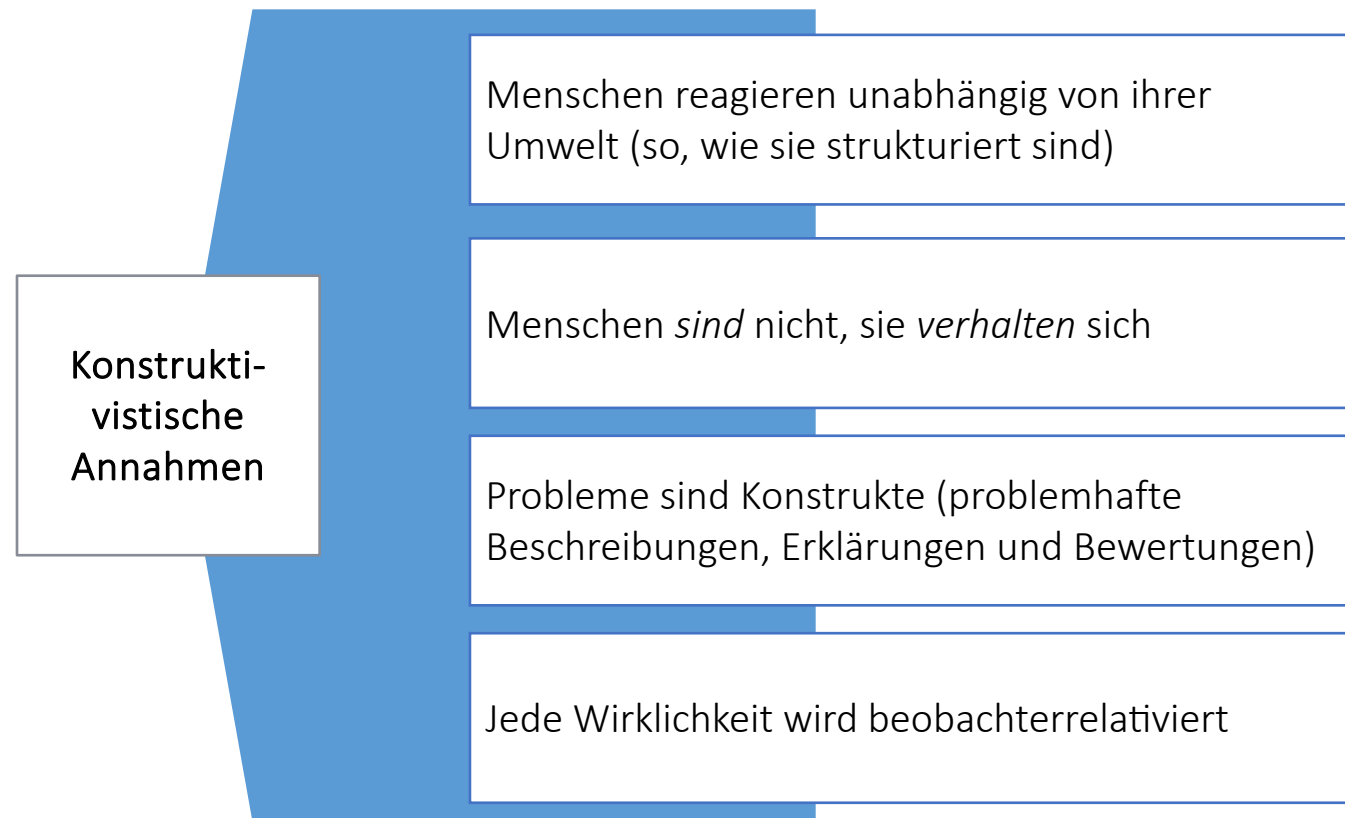 Konstrukti-
vistische
Annahmen
Menschen reagieren unabhängig von ihrer
Umwelt (so, wie sie strukturiert sind)
Menschen sind nicht, sie verhalten sich
Probleme sind Konstrukte (problemhafte
Beschreibungen, Erklärungen und Bewertungen)
Jede Wirklichkeit wird beobachterrelativiert